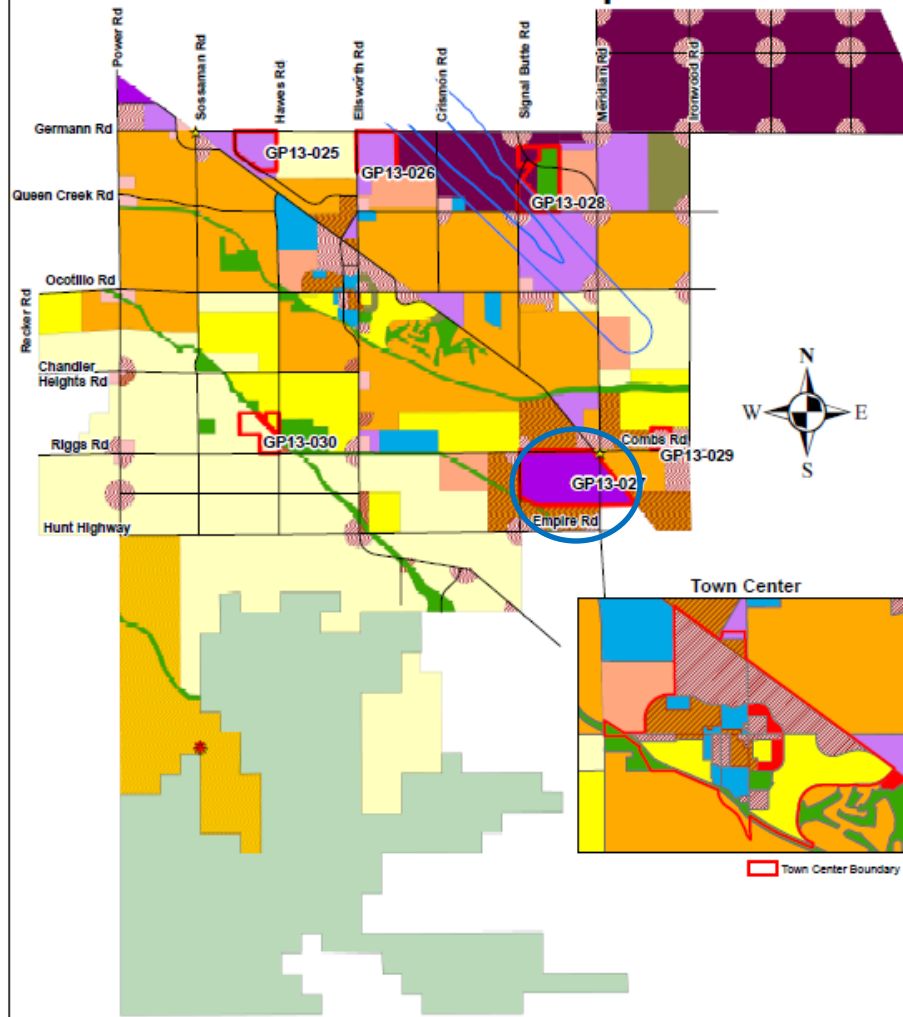 Power Rd
Sossaman Rd
Hawes Rd
Ellsworth Rd
Crismon Rd
Signal Butte Rd
Meridian Rd
Ironwood Rd
Germann Rd
GP13-025
GP13-026
GP13-028
Queen Creek Rd
Ocotillo Rd
Recker Rd
Chandler
Heights Rd
N
W
E
S
GP13-030
Combs Rd
Riggs Rd
GP13-029
GP13-027
Hunt Highway
Empire Rd
Town Center
Town Center Boundary